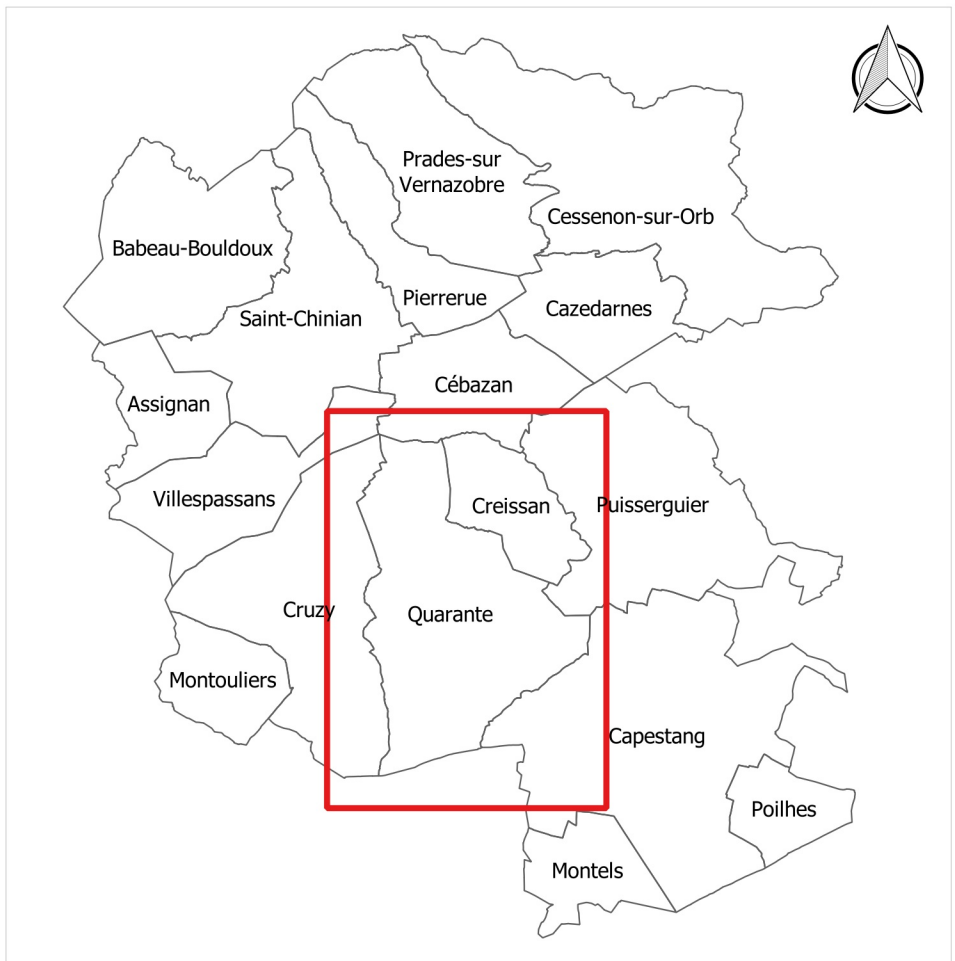 Prades-sur
Vernazobre
Cessenon-sur-Orb
Babeau-Bouldoux
Pierrerue
Cazedarnes
Saint-Chinian
Cébazan
Assignan
Villespassans
Creissan
Puisserguier
Cruzy
Quarante
Montouliers
Capestang
Poilhes
Montels